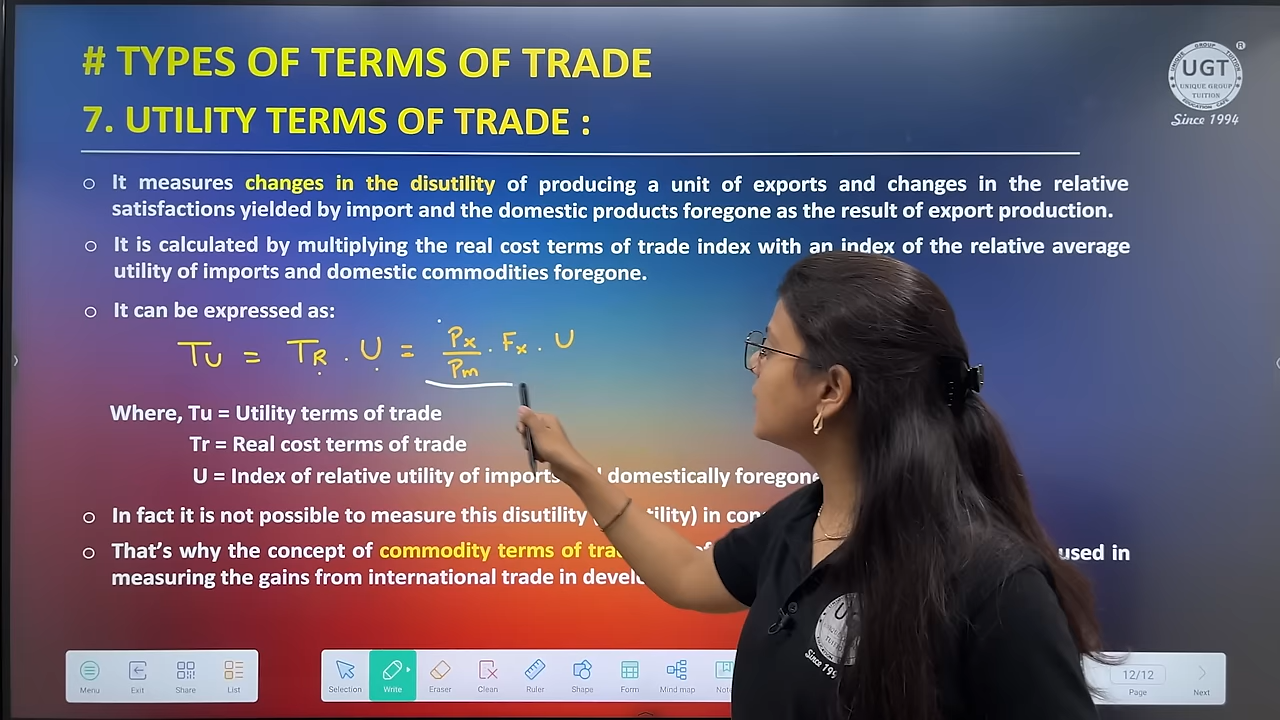 # TYPES OF TERMS OF TRADE
7. UTILITY TERMS OF TRADE :
UNIQUE GROUP TUITION
UGT
UNIQUE GROUP
TUITION
®
Since 1994
○ It measures changes in the disutility of producing a unit of exports and changes in the relative
satisfactions yielded by import and the domestic products foregone as the result of export production.
○ It is calculated by multiplying the real cost terms of trade index with an index of the relative average
utility of imports and domestic commodities foregone.
○ It can be expressed as:
TU = TR . U = Px/Pm . Fx . U
Where, Tu = Utility terms of trade
Tr = Real cost terms of trade
U = Index of relative utility of imports domestically foregone
○ In fact it is not possible to measure this disutility
○ That's why the concept of commodity terms of used in
measuring the gains from international trade in
Since 1994
Menu Exit Share List
Selection Write Eraser Clean Ruler Shape Form Mind map
12/12
Page
Next